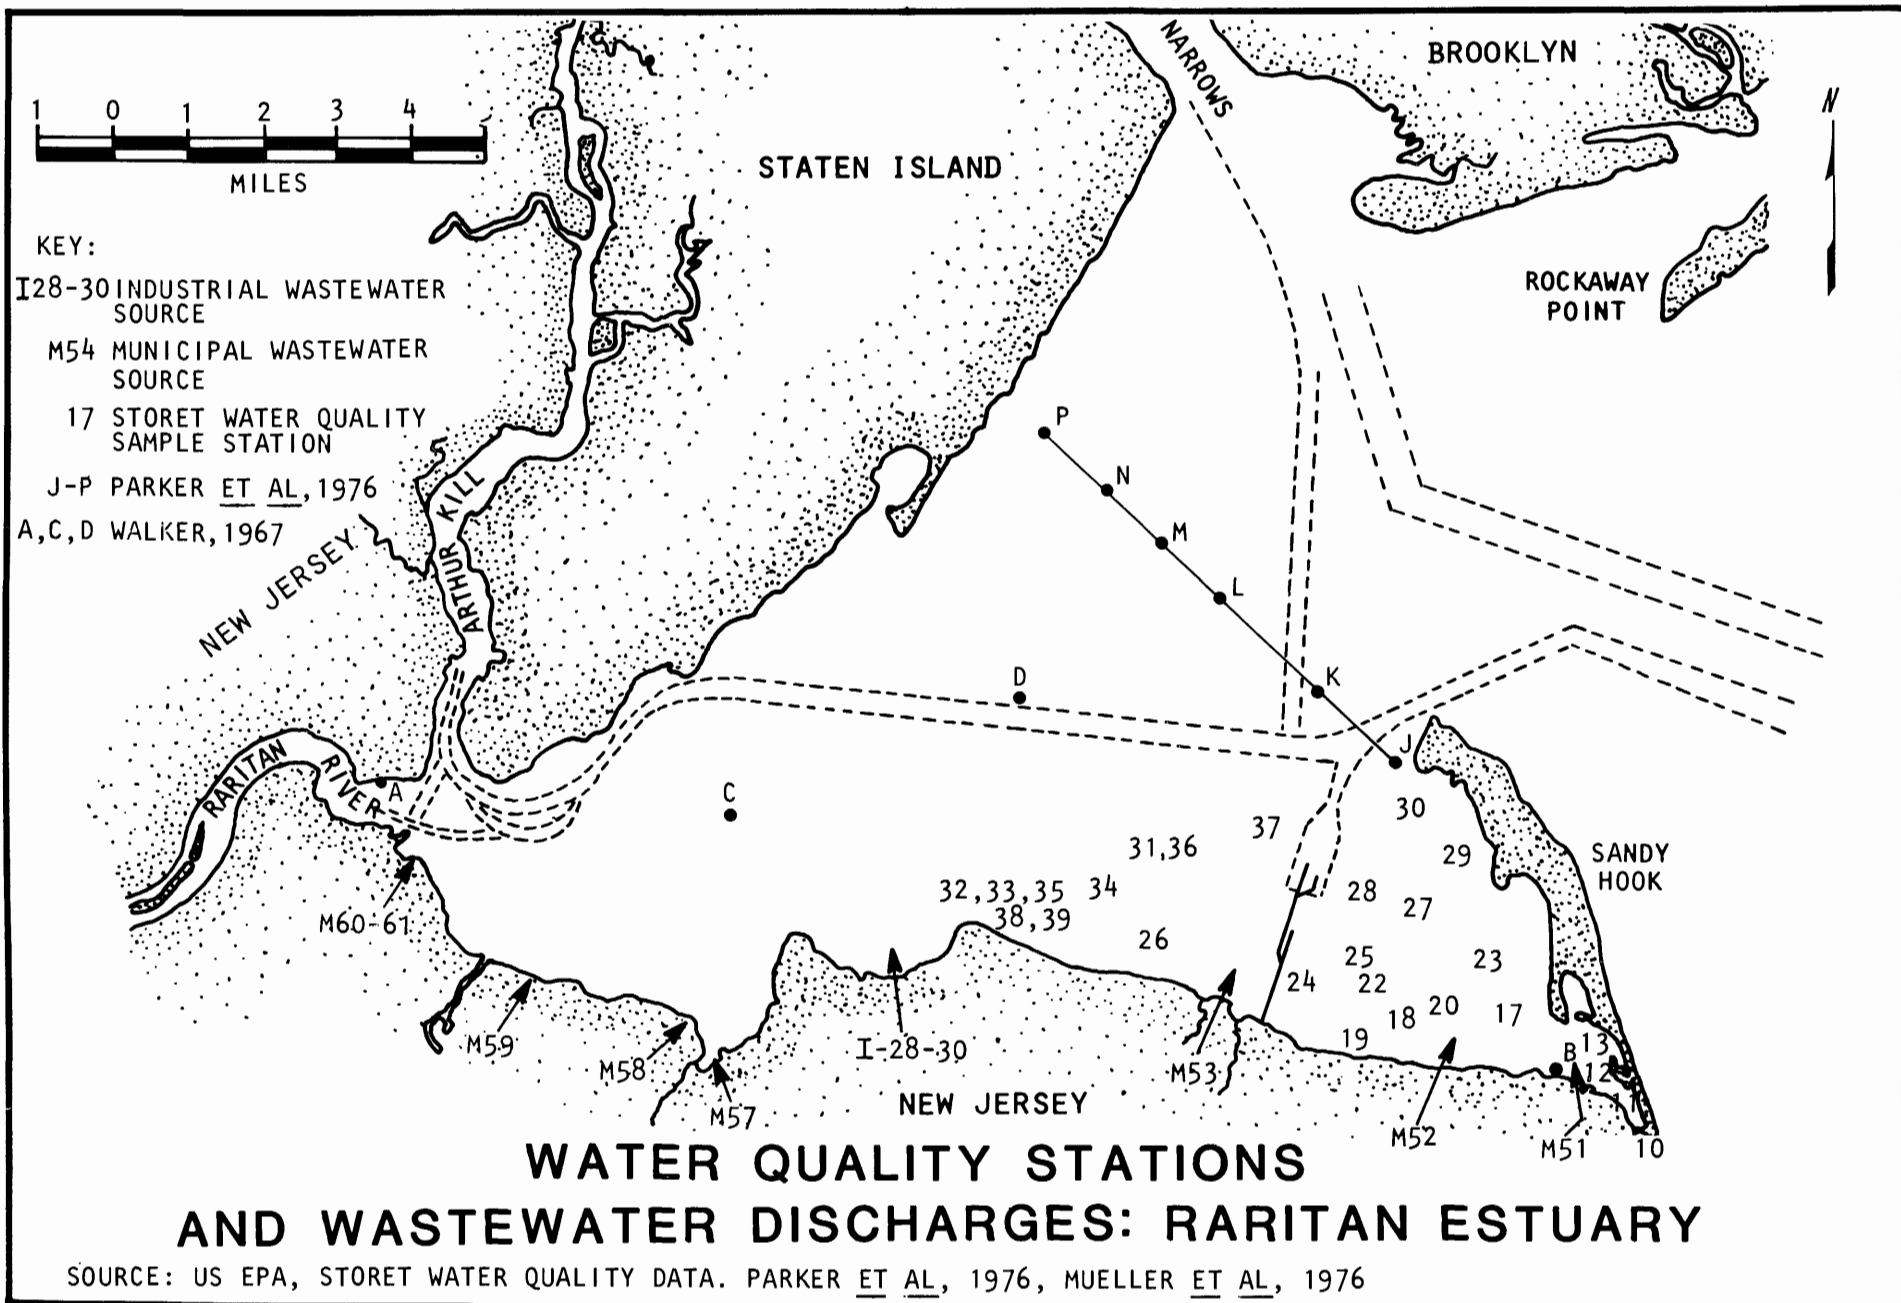 NARROWS
BROOKLYN
N
1 0 1 2 3 4
MILES
STATEN ISLAND
KEY:
I28-30 INDUSTRIAL WASTEWATER
SOURCE
M54 MUNICIPAL WASTEWATER
SOURCE
17 STORET WATER QUALITY
SAMPLE STATION
J-P PARKER ET AL, 1976
A,C,D WALKER, 1967
ROCKAWAY
POINT
P
N
M
L
K
J
D
C
A
B
NEW JERSEY
ARTHUR KILL
RARITAN RIVER
SANDY
HOOK
30
37
31,36
29
32,33,35
34
28
27
38,39
26
25
23
24
22
20
18
17
19
13
12
11
10
M60-61
M59
M58
M57
I-28-30
M53
M52
M51
NEW JERSEY
WATER QUALITY STATIONS
AND WASTEWATER DISCHARGES: RARITAN ESTUARY
SOURCE: US EPA, STORET WATER QUALITY DATA. PARKER ET AL, 1976, MUELLER ET AL, 1976